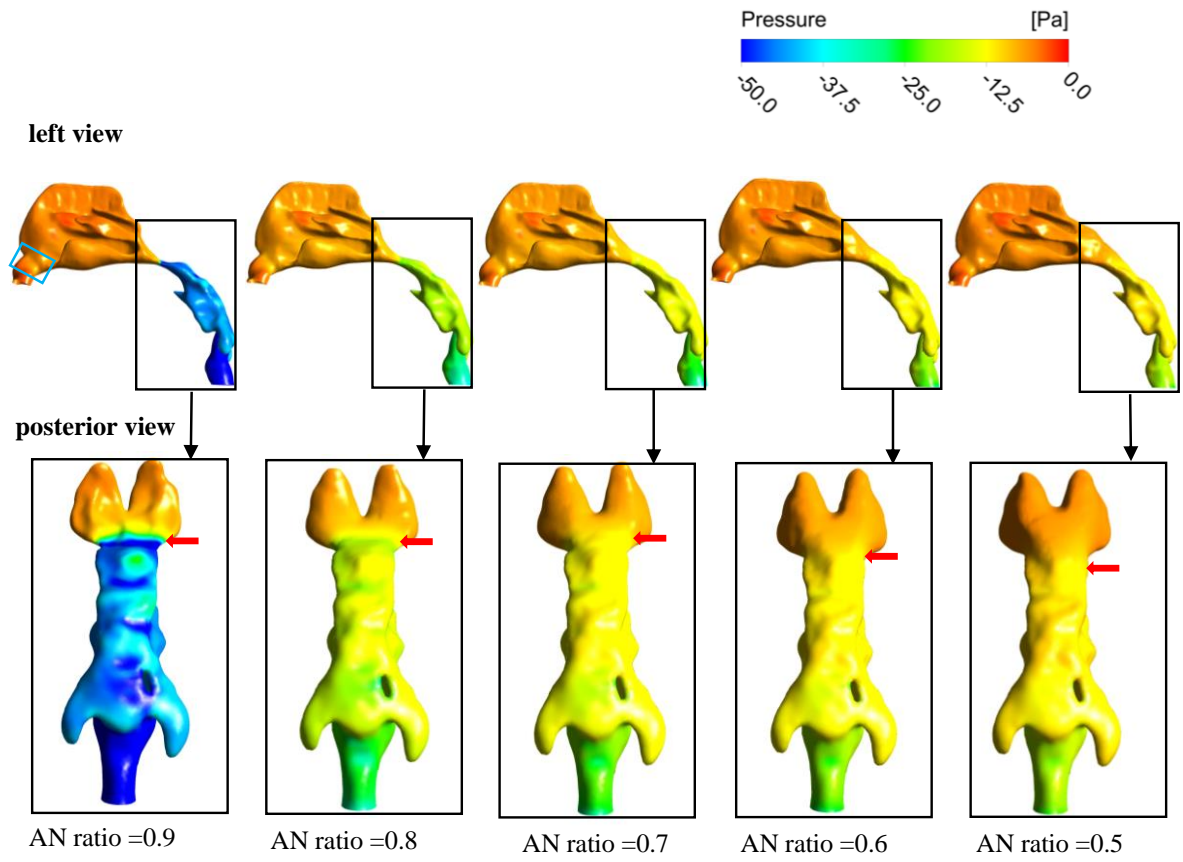 Pressure [Pa]
-50.0 -37.5 -25.0 -12.5 0.0
left view
posterior view
AN ratio =0.9 AN ratio =0.8 AN ratio =0.7 AN ratio =0.6 AN ratio =0.5